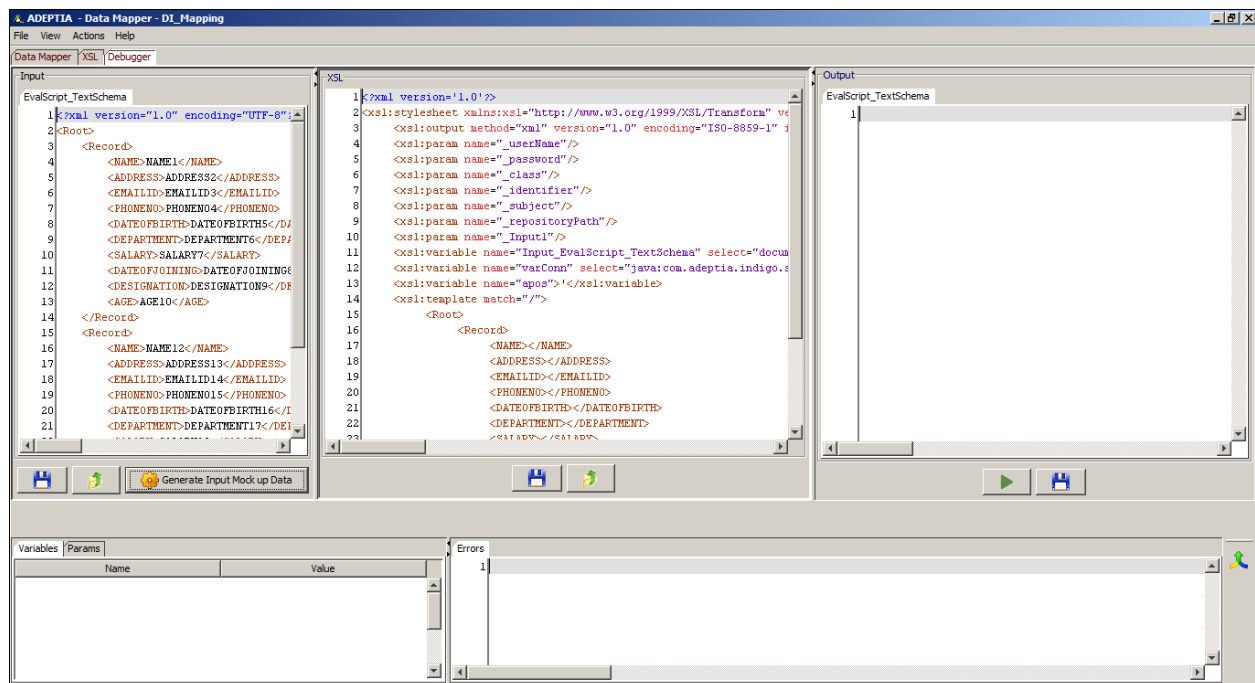 ADEPTIA - Data Mapper - DI_Mapping
File View Actions Help
Data Mapper XSL Debugger
Input
EvalScript_TextSchema
1 <?xml version="1.0" encoding="UTF-8"?
2 <Root>
3 <Record>
4 <NAME>NAME1</NAME>
5 <ADDRESS>ADDRESS2</ADDRESS>
6 <EMAILID>EMAILID3</EMAILID>
7 <PHONENO>PHONENO4</PHONENO>
8 <DATEOFBIRTH>DATEOFBIRTH5</DA
9 <DEPARTMENT>DEPARTMENT6</DEPA
10 <SALARY>SALARY7</SALARY>
11 <DATEOFJOINING>DATEOFJOINING8
12 <DESIGNATION>DESIGNATION9</DE
13 <AGE>AGE10</AGE>
14 </Record>
15 <Record>
16 <NAME>NAME12</NAME>
17 <ADDRESS>ADDRESS13</ADDRESS>
18 <EMAILID>EMAILID14</EMAILID>
19 <PHONENO>PHONENO15</PHONENO>
20 <DATEOFBIRTH>DATEOFBIRTH16</D
21 <DEPARTMENT>DEPARTMENT17</DEP
Generate Input Mock up Data
XSL
1 <?xml version='1.0'?>
2 <xsl:stylesheet xmlns:xsl="http://www.w3.org/1999/XSL/Transform" ve
3 <xsl:output method="xml" version="1.0" encoding="ISO-8859-1" i
4 <xsl:param name="_userName"/>
5 <xsl:param name="_password"/>
6 <xsl:param name="_class"/>
7 <xsl:param name="_identifier"/>
8 <xsl:param name="_subject"/>
9 <xsl:param name="_repositoryPath"/>
10 <xsl:param name="_Input1"/>
11 <xsl:variable name="Input_EvalScript_TextSchema" select="docum
12 <xsl:variable name="varConn" select="java:com.adeptia.indigo.s
13 <xsl:variable name="apos">'</xsl:variable>
14 <xsl:template match="/">
15 <Root>
16 <Record>
17 <NAME></NAME>
18 <ADDRESS></ADDRESS>
19 <EMAILID></EMAILID>
20 <PHONENO></PHONENO>
21 <DATEOFBIRTH></DATEOFBIRTH>
22 <DEPARTMENT></DEPARTMENT>
23 <SALARY></SALARY>
Output
EvalScript_TextSchema
1
Variables Params
Name Value
Errors
1